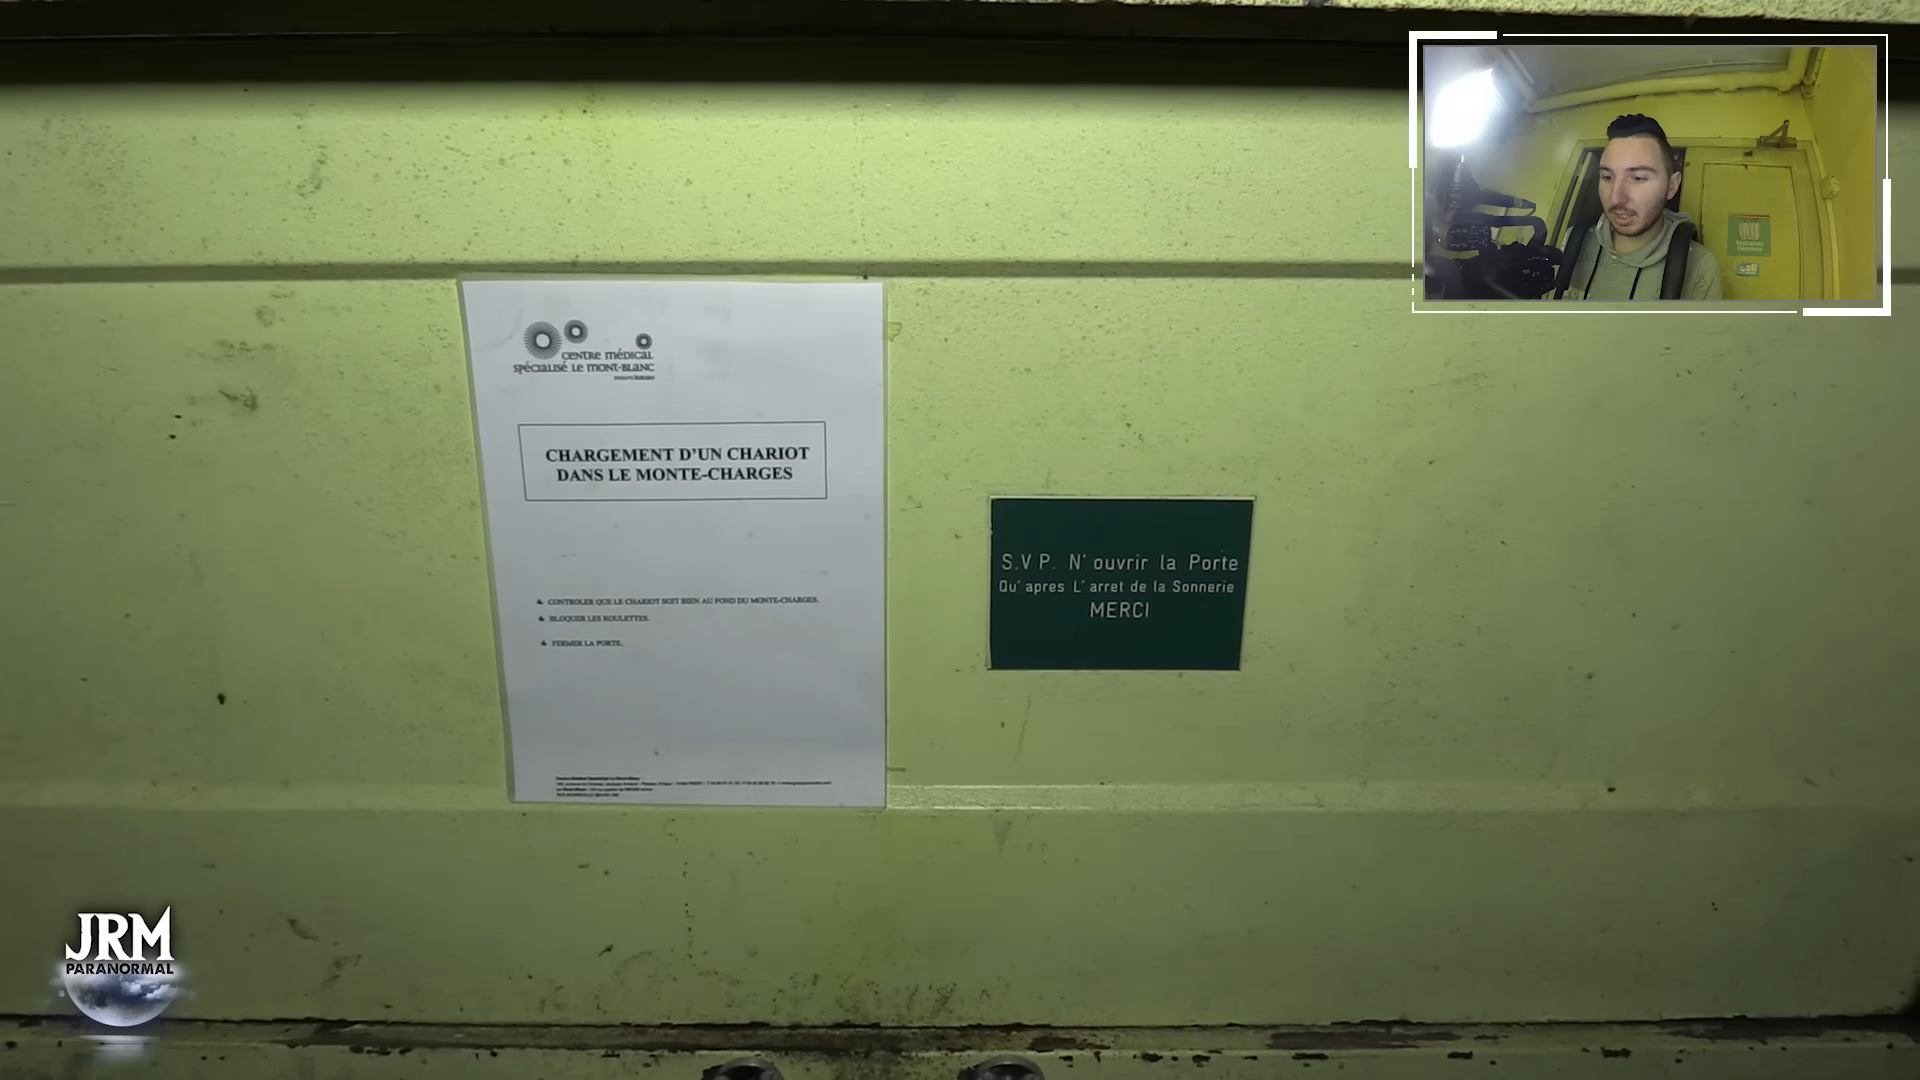 CENTRE MÉDICAL
SPÉCIALISÉ LE MONT-BLANC
CHARGEMENT D'UN CHARIOT
DANS LE MONTE-CHARGES
CONTROLER QUE LE CHARIOT SOIT BIEN AU FOND DU MONTE-CHARGES.
BLOQUER LES ROULETTES.
FERMER LA PORTE.
S.V.P. N'ouvrir la Porte
Qu'apres L'arret de la Sonnerie
MERCI
Vestiaires
Hommes
JRM
PARANORMAL